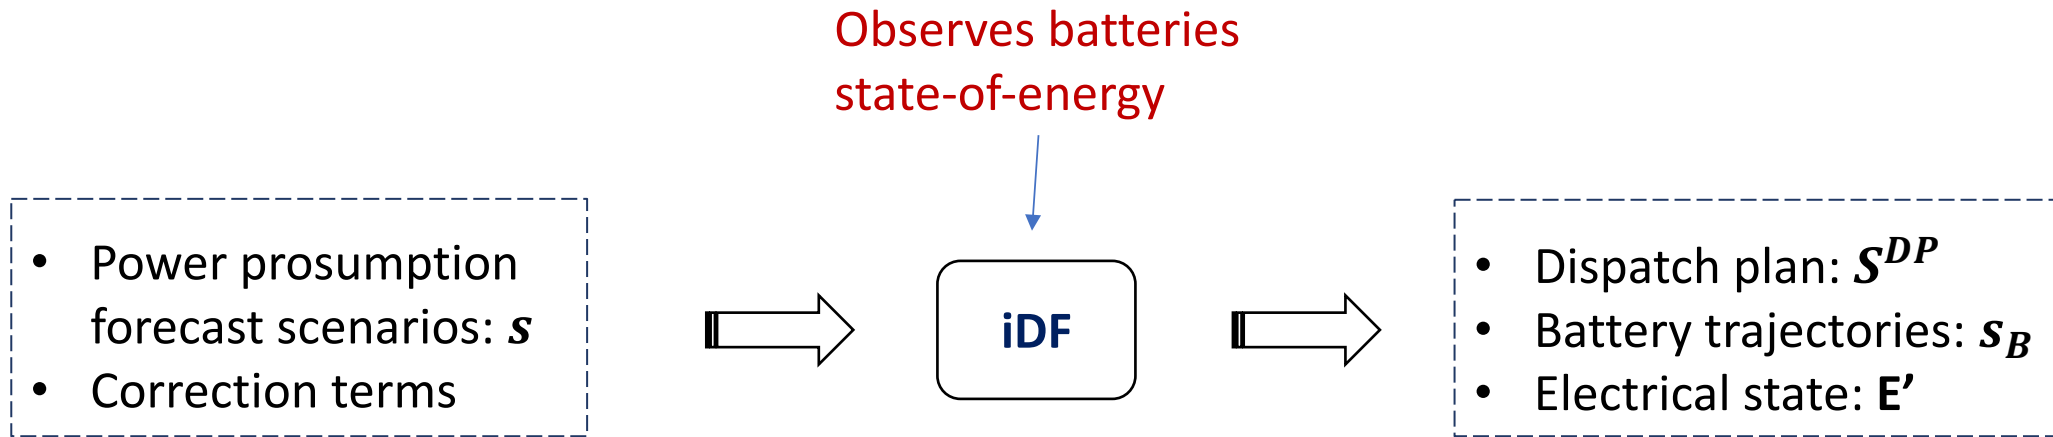 Observes batteries
state-of-energy
• Power prosumption
forecast scenarios: s
• Correction terms
iDF
• Dispatch plan: S^{DP}
• Battery trajectories: s_B
• Electrical state: E’